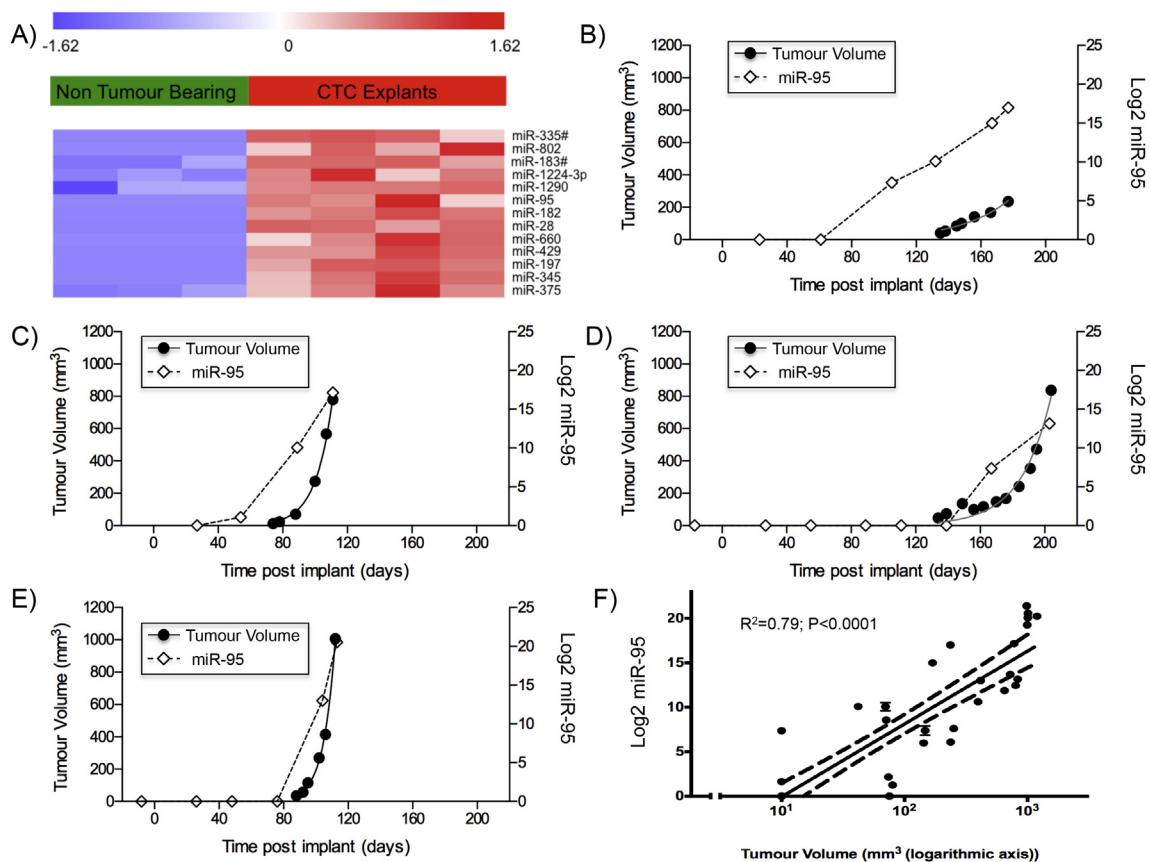 A)
-1.62 0 1.62
Non Tumour Bearing CTC Explants
miR-335#
miR-802
miR-183#
miR-1224-3p
miR-1290
miR-95
miR-182
miR-28
miR-660
miR-429
miR-197
miR-345
miR-375
B)
Tumour Volume (mm³)
1200
1000
800
600
400
200
0
Tumour Volume
miR-95
25
20
15
10
5
0
Log2 miR-95
0 40 80 120 160 200
Time post implant (days)
C)
Tumour Volume (mm³)
1200
1000
800
600
400
200
0
Tumour Volume
miR-95
25
20
15
10
5
0
Log2 miR-95
0 40 80 120 160 200
Time post implant (days)
D)
Tumour Volume (mm³)
1200
1000
800
600
400
200
0
Tumour Volume
miR-95
25
20
15
10
5
0
Log2 miR-95
0 40 80 120 160 200
Time post implant (days)
E)
Tumour Volume (mm³)
1200
1000
800
600
400
200
0
Tumour Volume
miR-95
25
20
15
10
5
0
Log2 miR-95
0 40 80 120 160 200
Time post implant (days)
F)
R²=0.79; P<0.0001
Log2 miR-95
20
15
10
5
0
10¹ 10² 10³
Tumour Volume (mm³ (logarithmic axis))